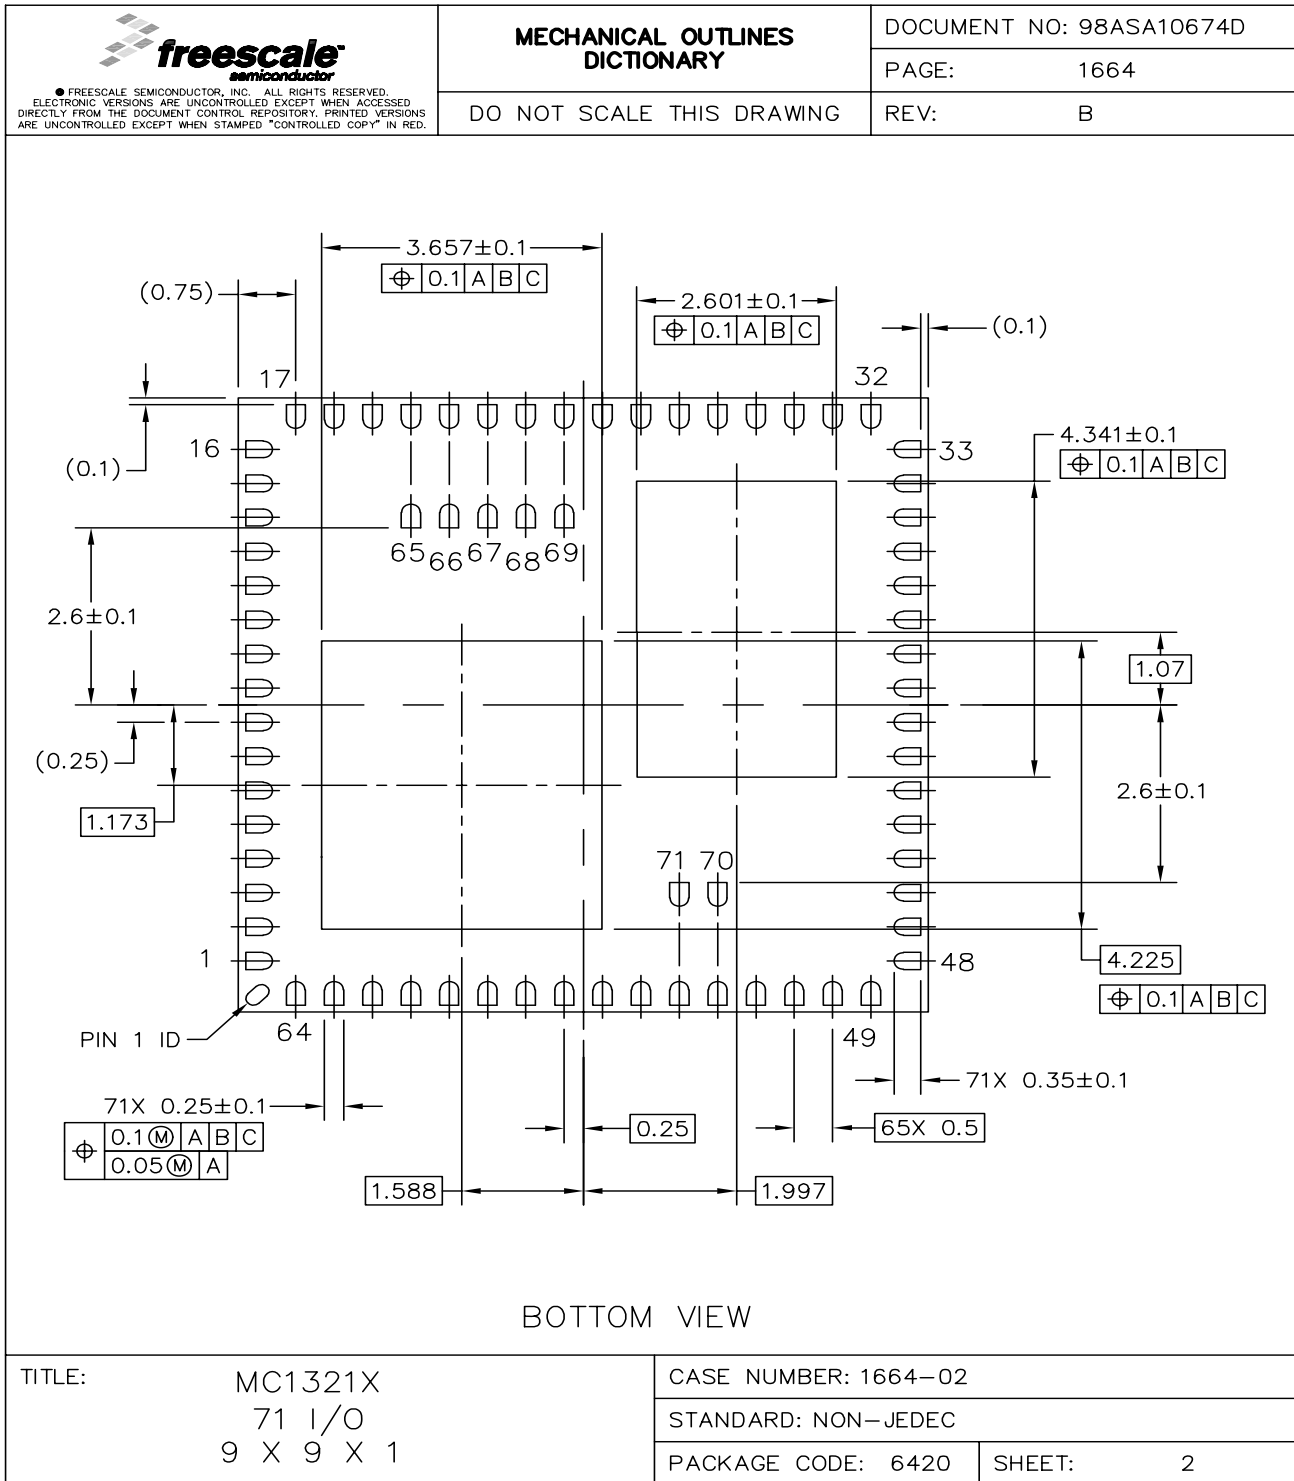 freescale™
semiconductor
● FREESCALE SEMICONDUCTOR, INC. ALL RIGHTS RESERVED.
ELECTRONIC VERSIONS ARE UNCONTROLLED EXCEPT WHEN ACCESSED
DIRECTLY FROM THE DOCUMENT CONTROL REPOSITORY. PRINTED VERSIONS
ARE UNCONTROLLED EXCEPT WHEN STAMPED "CONTROLLED COPY" IN RED.
MECHANICAL OUTLINES
DICTIONARY
DO NOT SCALE THIS DRAWING
DOCUMENT NO: 98ASA10674D
PAGE: 1664
REV: B
3.657±0.1
⌖ 0.1 A B C
(0.75)
2.601±0.1
⌖ 0.1 A B C
(0.1)
17
32
16
33
(0.1)
4.341±0.1
⌖ 0.1 A B C
65 66 67 68 69
2.6±0.1
1.07
(0.25)
1.173
2.6±0.1
71 70
1
48
4.225
⌖ 0.1 A B C
PIN 1 ID
64
49
71X 0.35±0.1
71X 0.25±0.1
⌖ 0.1 Ⓜ A B C
0.05 Ⓜ A
0.25
65X 0.5
1.588
1.997
BOTTOM VIEW
TITLE:
MC1321X
71 I/O
9 X 9 X 1
CASE NUMBER: 1664-02
STANDARD: NON-JEDEC
PACKAGE CODE: 6420
SHEET: 2